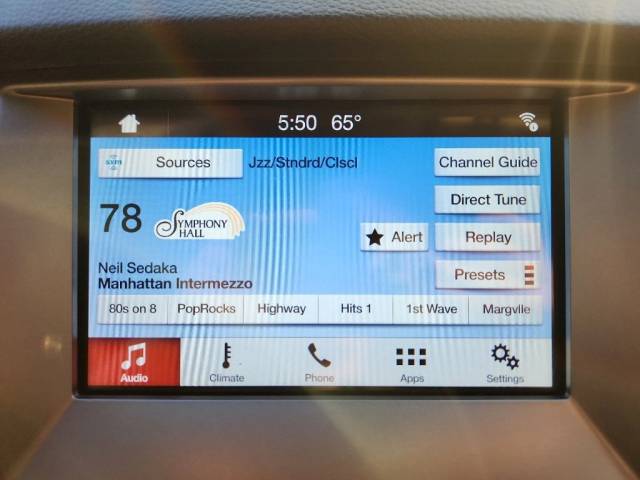 5:50 65°
sxm Sources Jzz/Stndrd/Clscl Channel Guide
Direct Tune
78 SYMPHONY HALL
Alert Replay
Presets
Neil Sedaka
Manhattan Intermezzo
80s on 8 PopRocks Highway Hits 1 1st Wave Margvlle
Audio Climate Phone Apps Settings